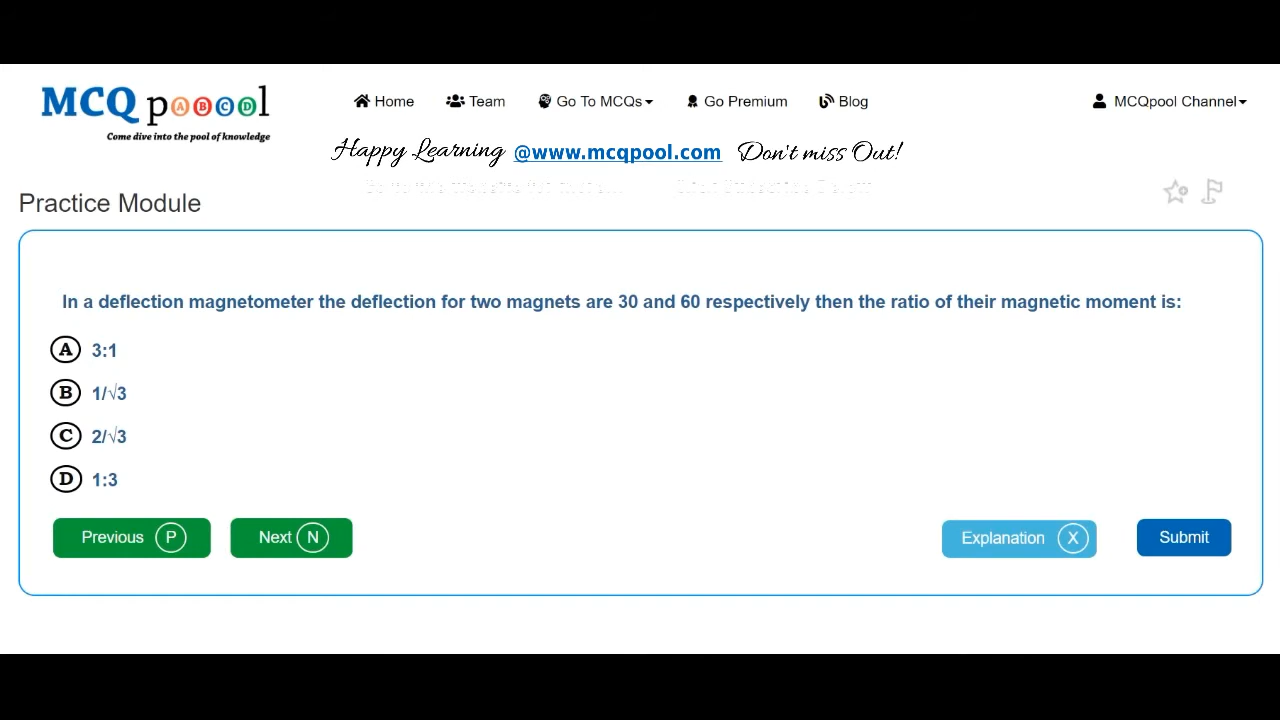 MCQ pooool
Come dive into the pool of knowledge
Home Team Go To MCQs Go Premium Blog MCQpool Channel
Happy Learning @www.mcqpool.com Don't miss Out!
Practice Module
In a deflection magnetometer the deflection for two magnets are 30 and 60 respectively then the ratio of their magnetic moment is:
A 3:1
B 1/√3
C 2/√3
D 1:3
Previous P Next N Explanation X Submit